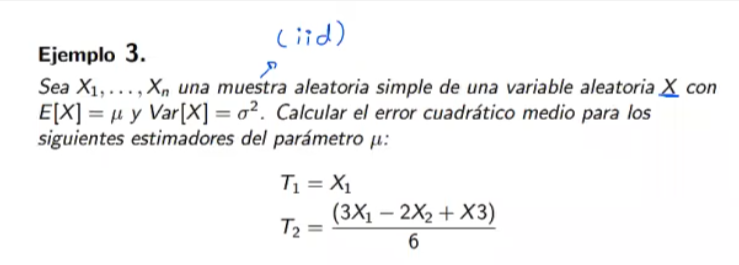 (iid)
Ejemplo 3.
Sea X₁, . . . , Xₙ una muestra aleatoria simple de una variable aleatoria X con
E[X] = μ y Var[X] = σ². Calcular el error cuadrático medio para los
siguientes estimadores del parámetro μ:
T₁ = X₁
T₂ = (3X₁ − 2X₂ + X3) / 6